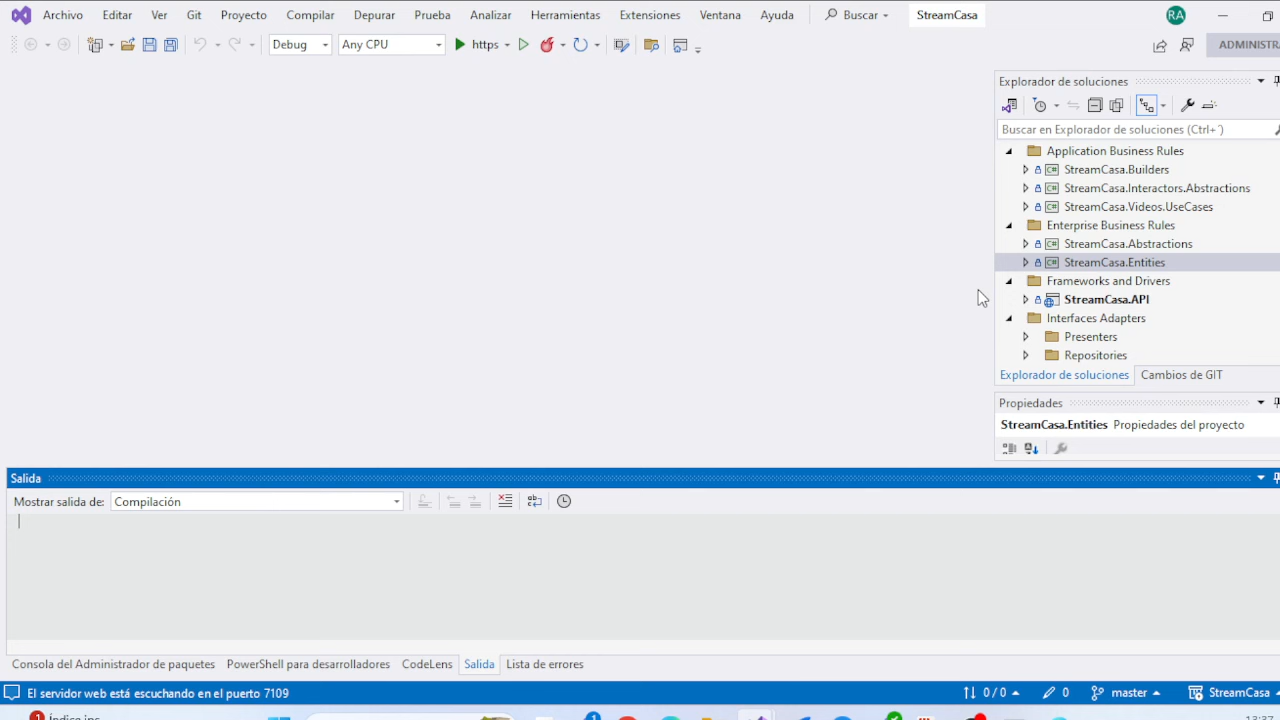 Archivo Editar Ver Git Proyecto Compilar Depurar Prueba Analizar Herramientas Extensiones Ventana Ayuda Buscar StreamCasa RA
Debug Any CPU https ADMINISTRA
Explorador de soluciones
Buscar en Explorador de soluciones (Ctrl+´)
Application Business Rules
StreamCasa.Builders
StreamCasa.Interactors.Abstractions
StreamCasa.Videos.UseCases
Enterprise Business Rules
StreamCasa.Abstractions
StreamCasa.Entities
Frameworks and Drivers
StreamCasa.API
Interfaces Adapters
Presenters
Repositories
Explorador de soluciones Cambios de GIT
Propiedades
StreamCasa.Entities Propiedades del proyecto
Salida
Mostrar salida de: Compilación
Consola del Administrador de paquetes PowerShell para desarrolladores CodeLens Salida Lista de errores
El servidor web está escuchando en el puerto 7109 0 / 0 0 master StreamCasa